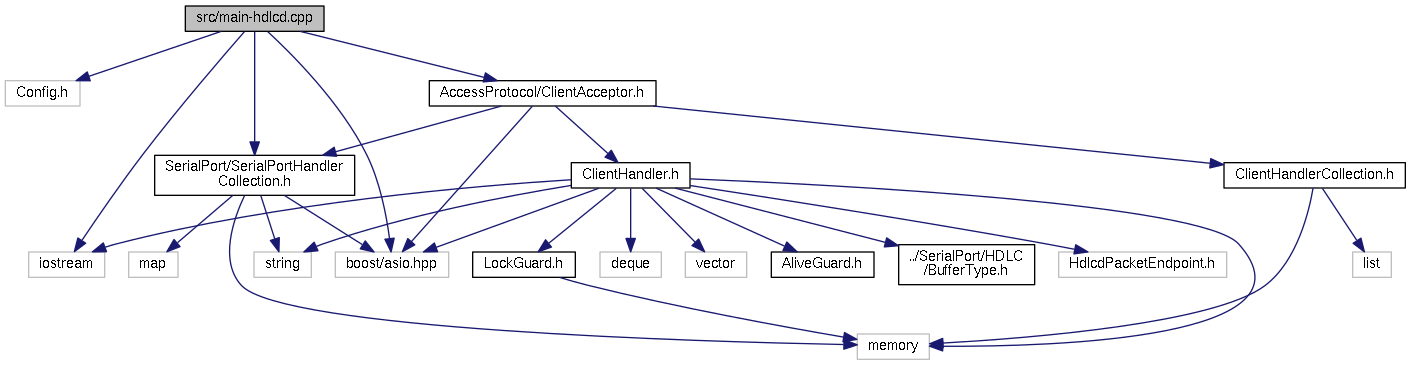 src/main-hdlcd.cpp
Config.h
AccessProtocol/ClientAcceptor.h
SerialPort/SerialPortHandler
Collection.h
ClientHandler.h
ClientHandlerCollection.h
iostream
map
string
boost/asio.hpp
LockGuard.h
deque
vector
AliveGuard.h
../SerialPort/HDLC
/BufferType.h
HdlcdPacketEndpoint.h
list
memory